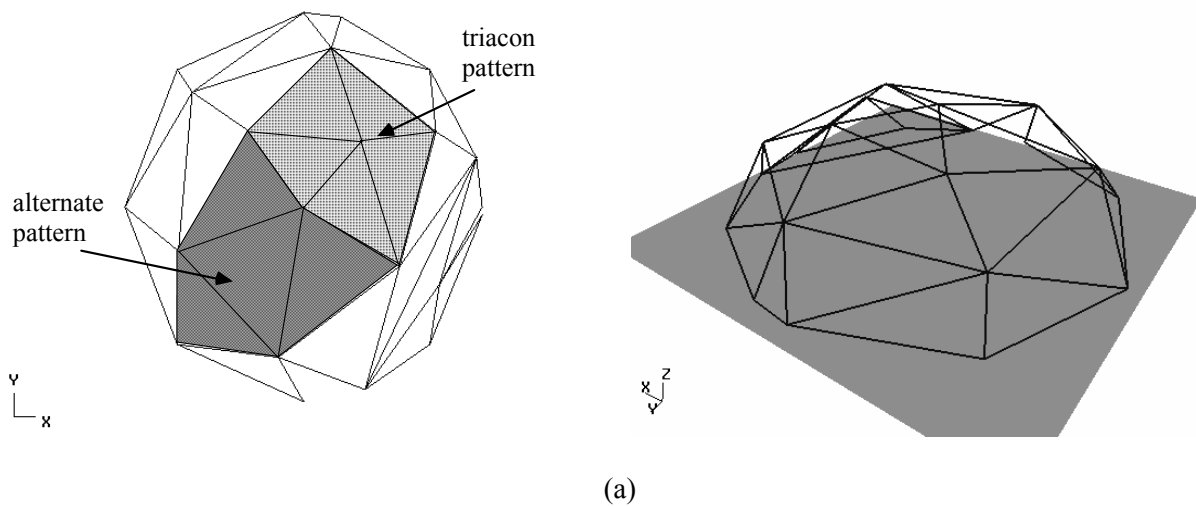 triacon
pattern
alternate
pattern
Y
X
Z
X
Y
(a)